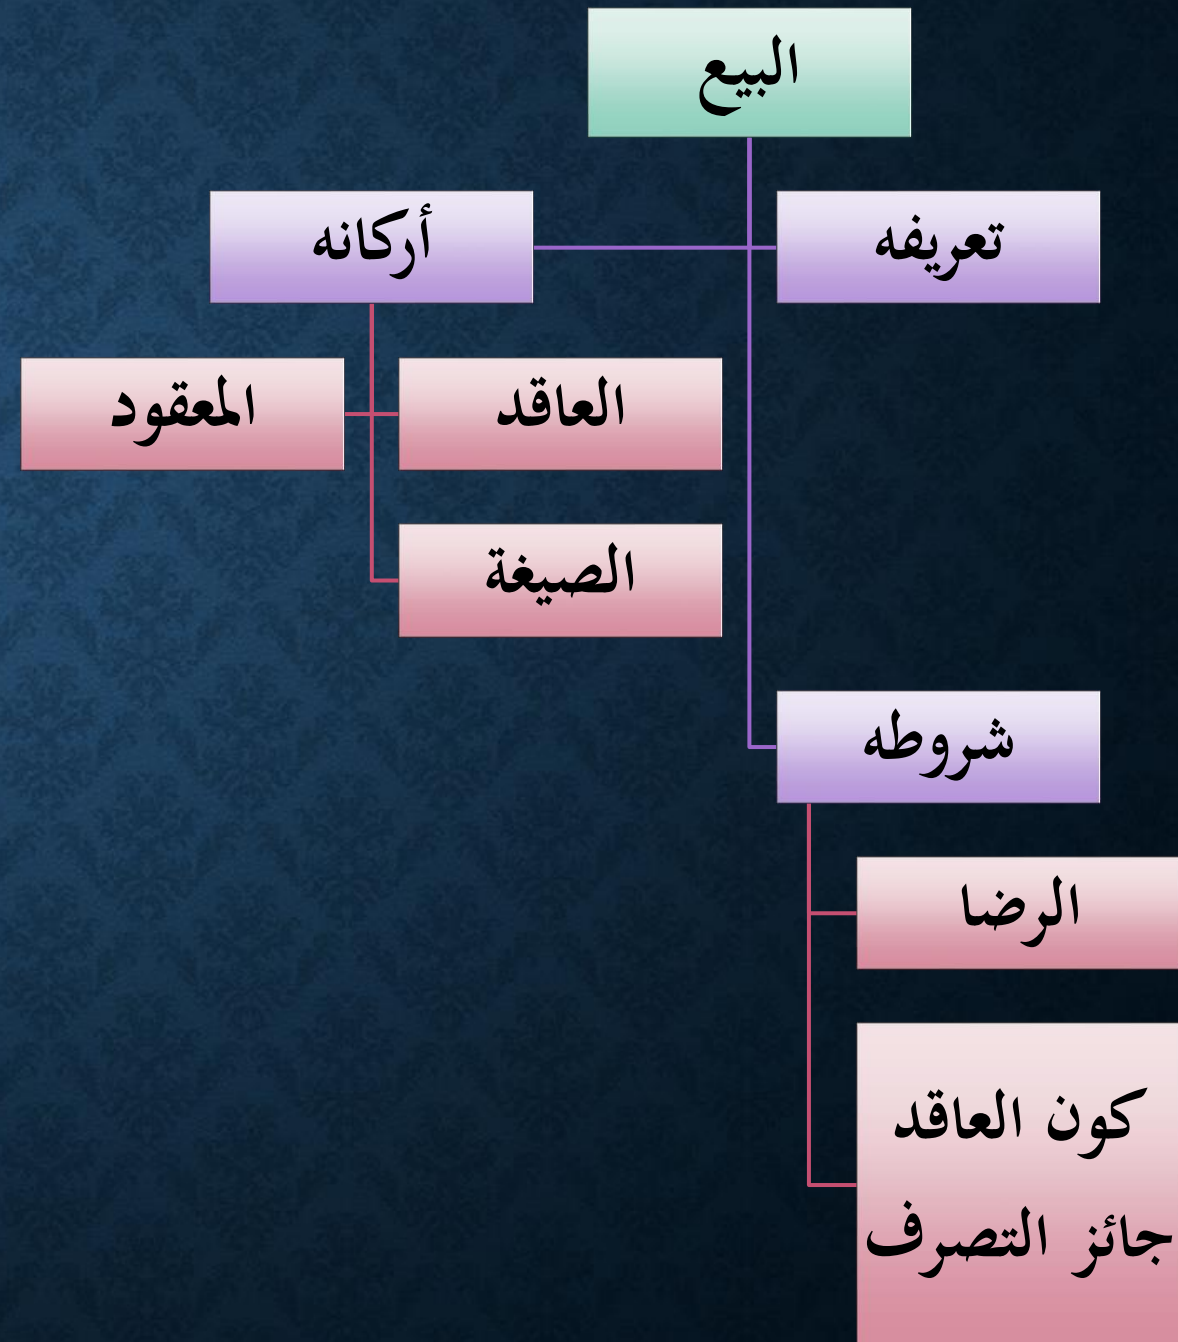 البيع
تعريفه
أركانه
العاقد
المعقود
الصيغة
شروطه
الرضا
كون العاقد
جائز التصرف